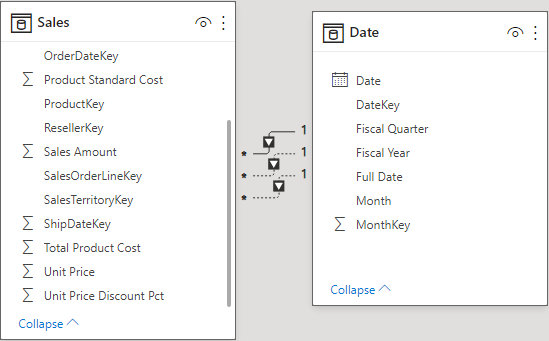 Sales
OrderDateKey
Product Standard Cost
ProductKey
ResellerKey
Sales Amount
SalesOrderLineKey
SalesTerritoryKey
ShipDateKey
Total Product Cost
Unit Price
Unit Price Discount Pct
Collapse
1
1
1
*
*
*
Date
Date
DateKey
Fiscal Quarter
Fiscal Year
Full Date
Month
MonthKey
Collapse